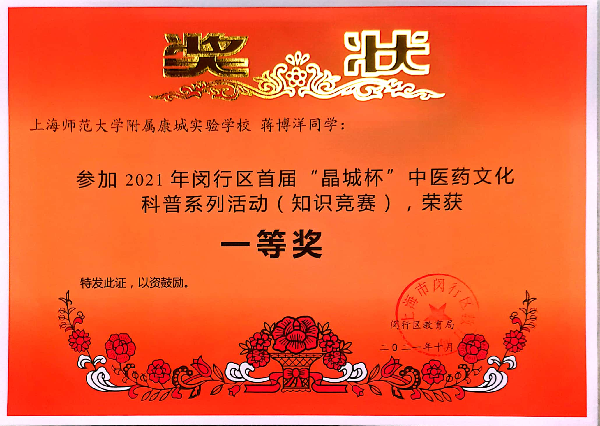 奖 状
上海师范大学附属康城实验学校 蒋博洋同学：
参加 2021 年闵行区首届“晶城杯”中医药文化
科普系列活动（知识竞赛），荣获
一等奖
特发此证，以资鼓励。
上海市闵行区
闵行区教育局
二〇二一年十月